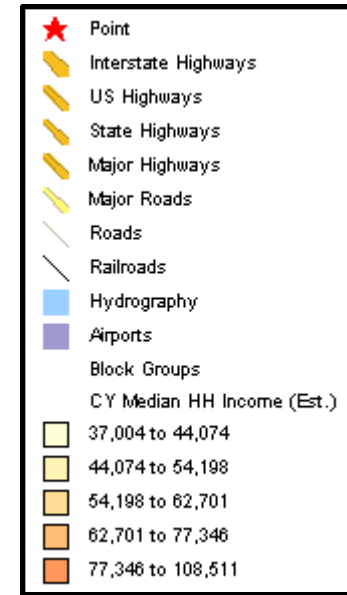 Point
Interstate Highways
US Highways
State Highways
Major Highways
Major Roads
Roads
Railroads
Hydrography
Airports
Block Groups
CY Median HH Income (Est.)
37,004 to 44,074
44,074 to 54,198
54,198 to 62,701
62,701 to 77,346
77,346 to 108,511